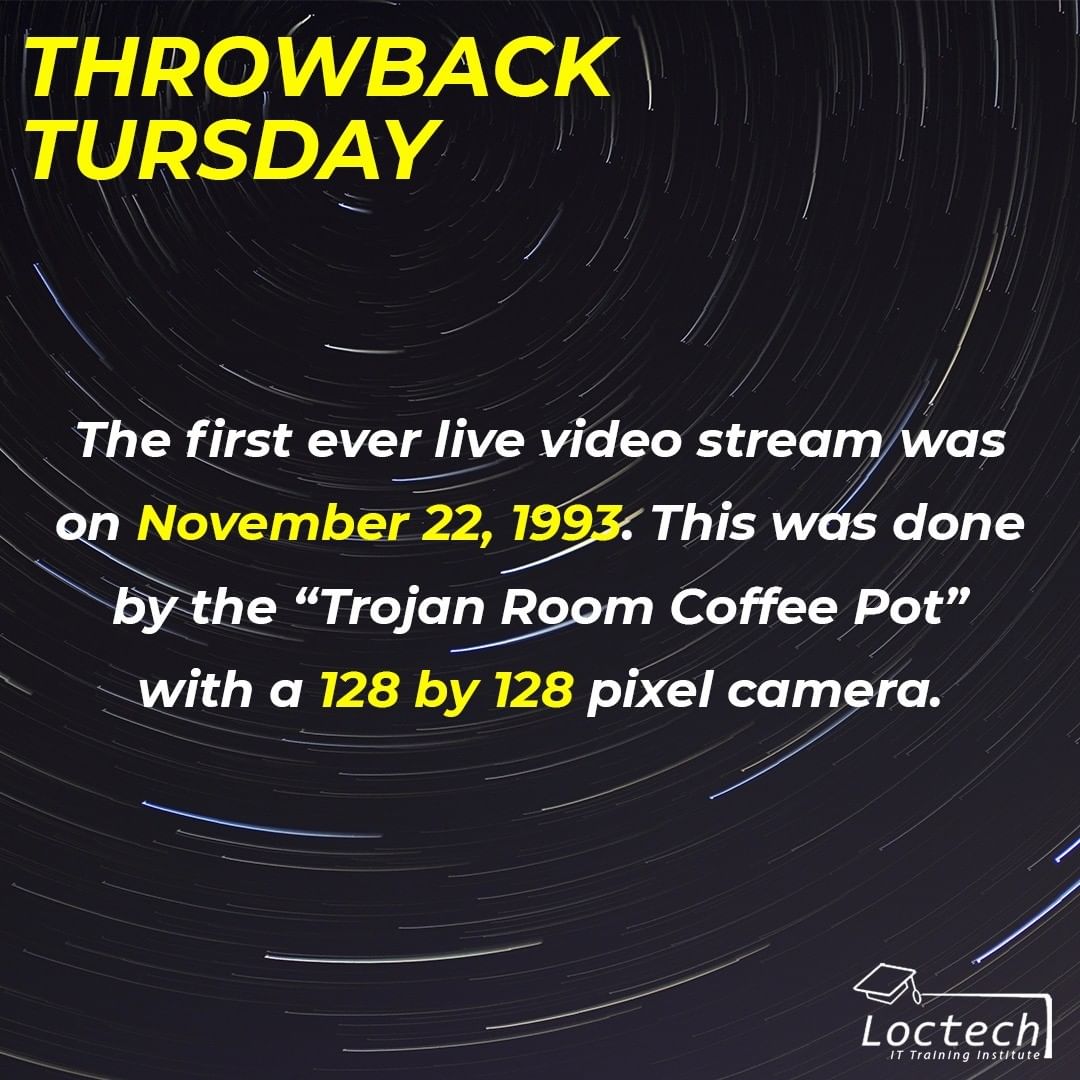 THROWBACK
TURSDAY
The first ever live video stream was
on November 22, 1993. This was done
by the “Trojan Room Coffee Pot”
with a 128 by 128 pixel camera.
Loctech
IT Training Institute